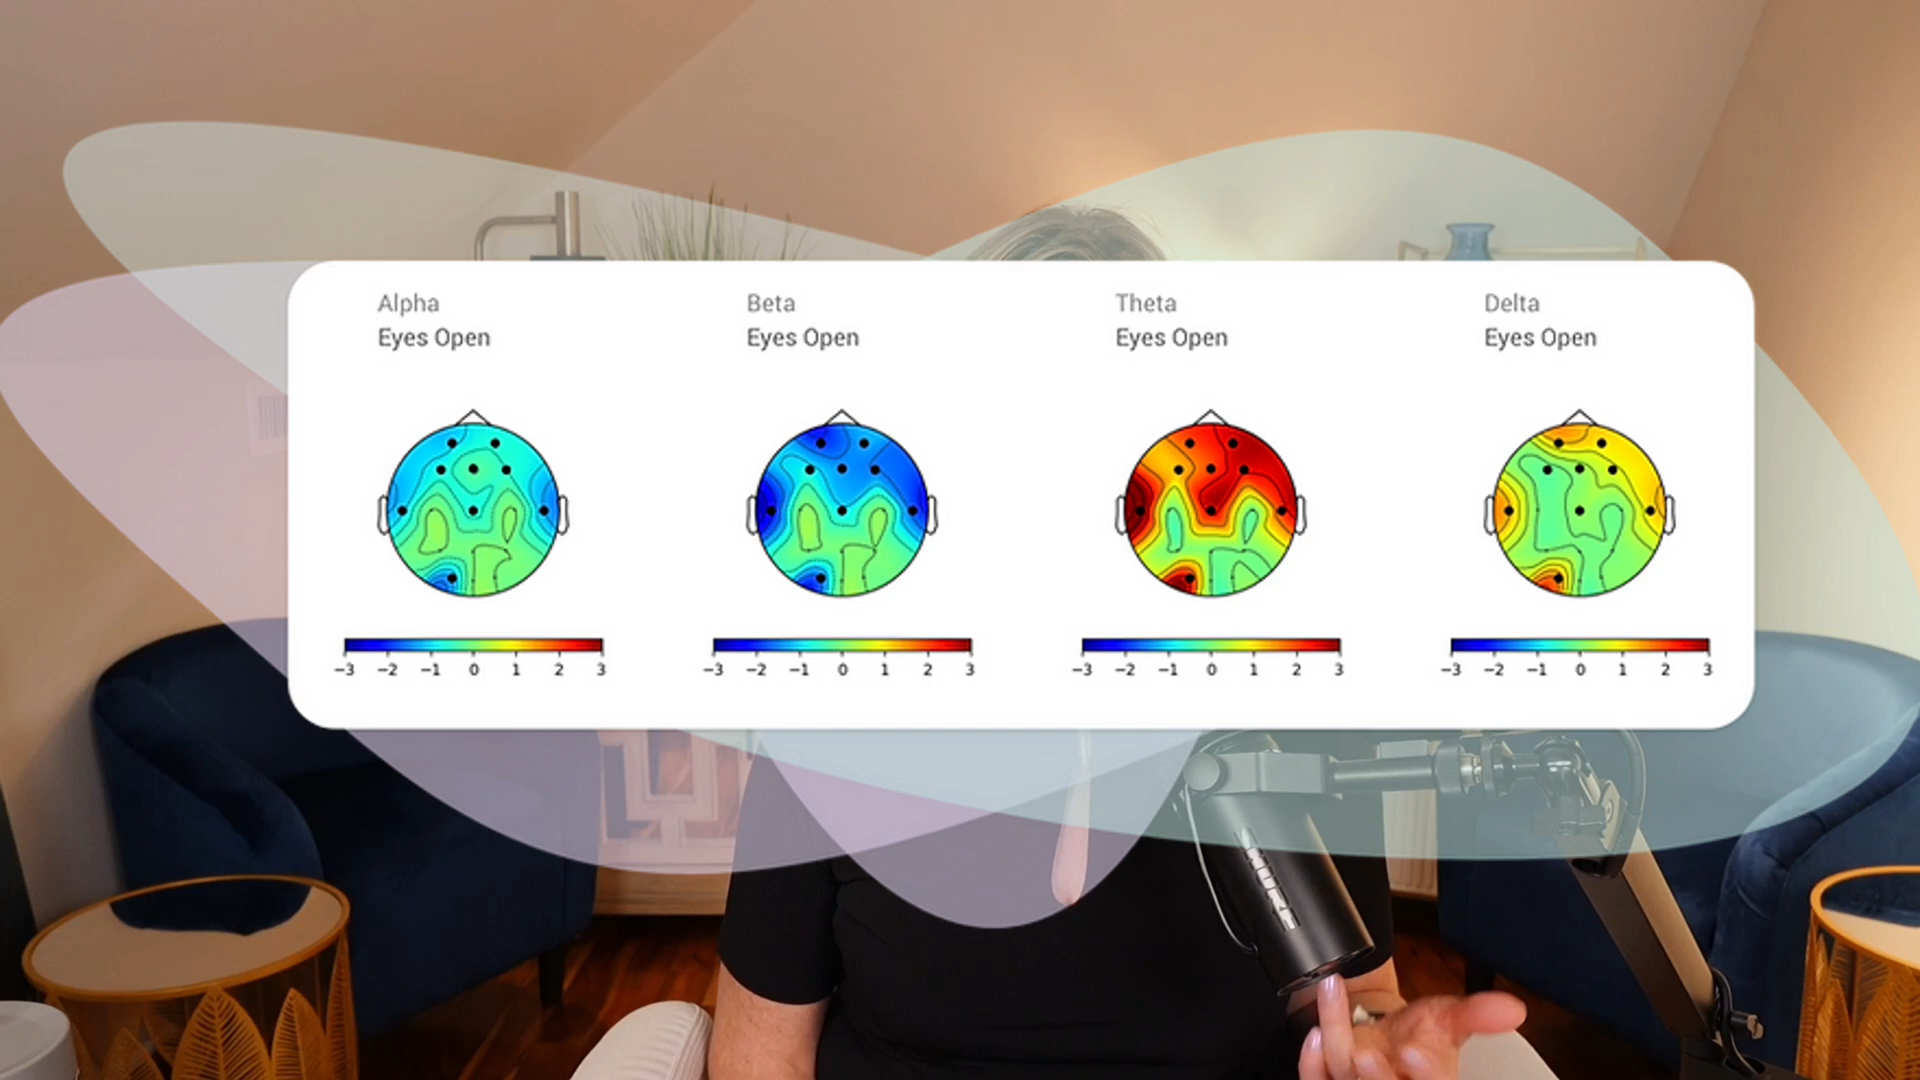 Alpha
Eyes Open
Beta
Eyes Open
Theta
Eyes Open
Delta
Eyes Open
−3 −2 −1 0 1 2 3
−3 −2 −1 0 1 2 3
−3 −2 −1 0 1 2 3
−3 −2 −1 0 1 2 3
SHURE